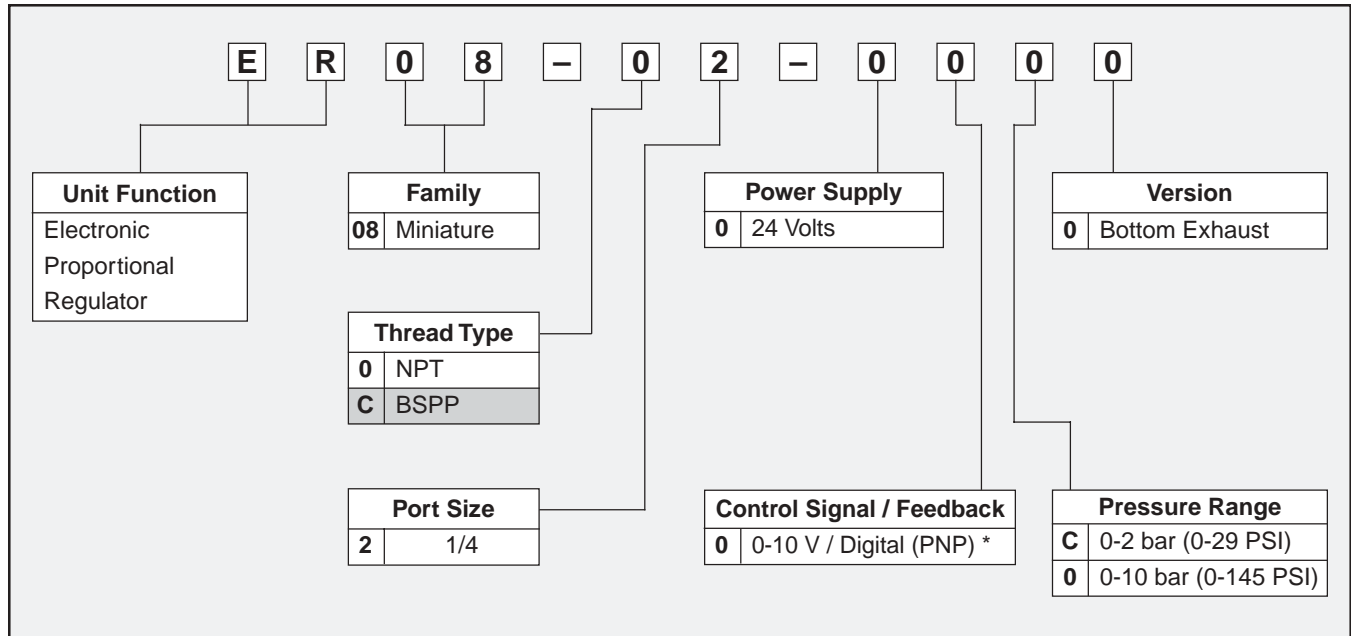 E R 0 8 – 0 2 – 0 0 0 0
Unit Function
Electronic
Proportional
Regulator
Family
08 Miniature
Power Supply
0 24 Volts
Version
0 Bottom Exhaust
Thread Type
0 NPT
C BSPP
Port Size
2 1/4
Control Signal / Feedback
0 0-10 V / Digital (PNP) *
Pressure Range
C 0-2 bar (0-29 PSI)
0 0-10 bar (0-145 PSI)